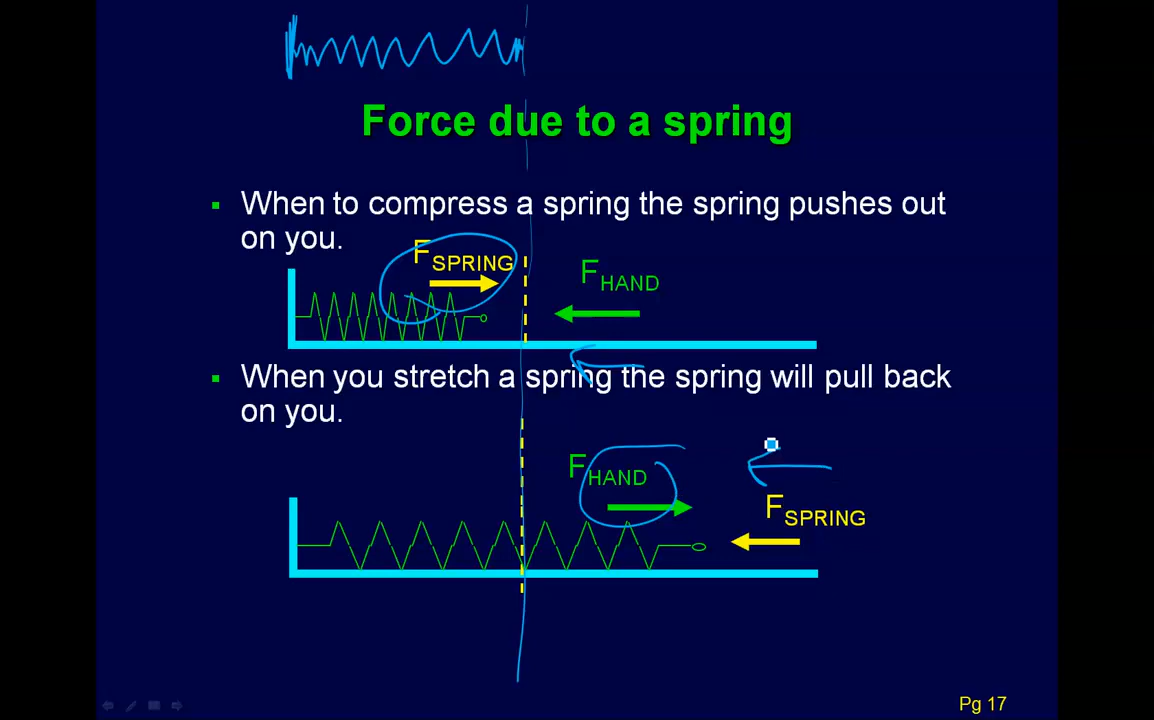 Force due to a spring
▪ When to compress a spring the spring pushes out
on you.
F SPRING
F HAND
▪ When you stretch a spring the spring will pull back
on you.
F HAND
F SPRING
Pg 17